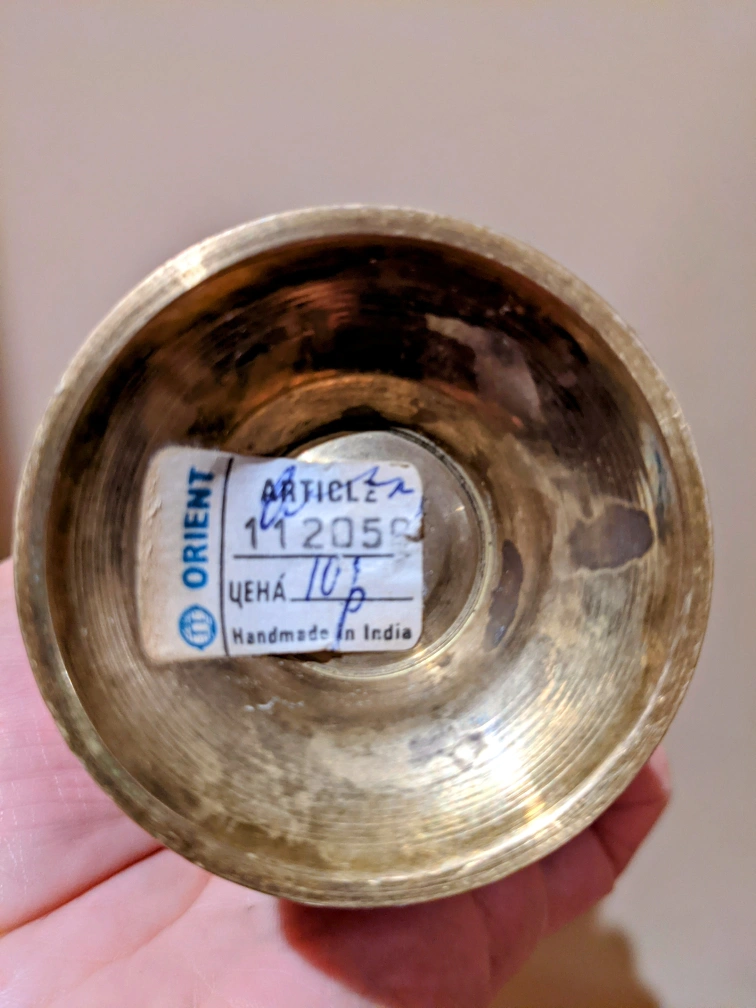 ORIENT
ARTICLE
112059
ЦЕНА́ 10 р
Handmade in India